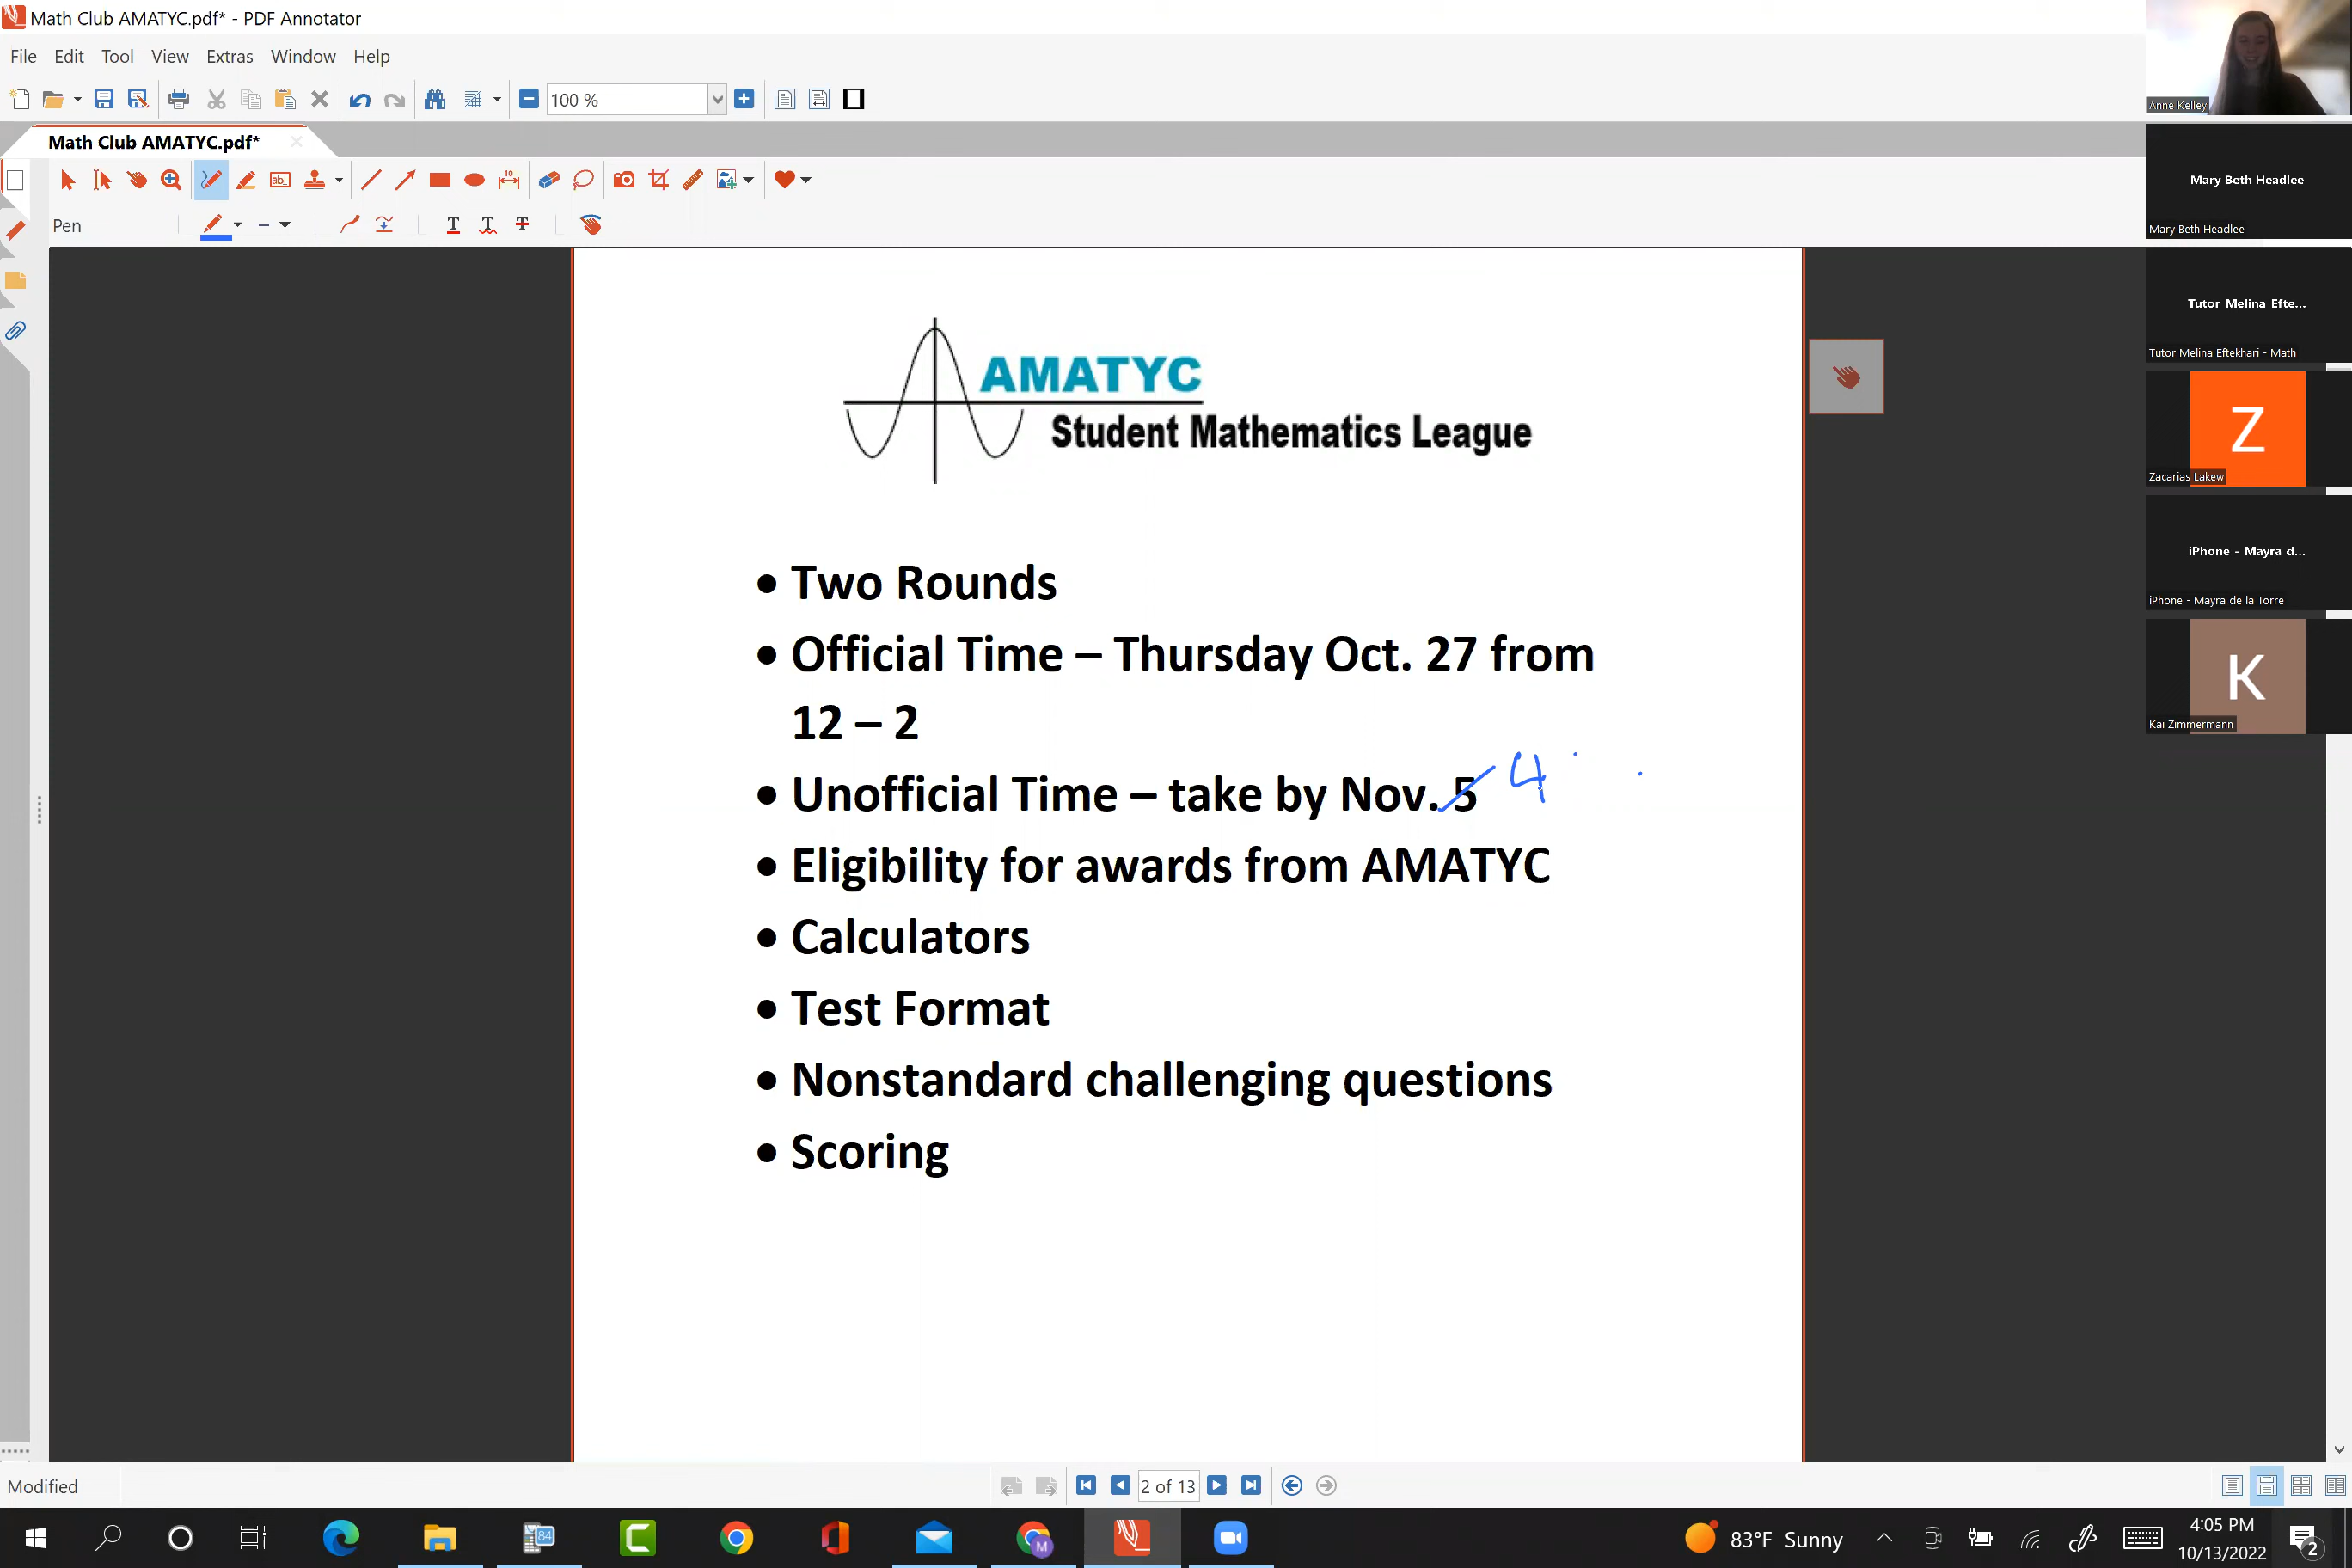 Math Club AMATYC.pdf* - PDF Annotator
File Edit Tool View Extras Window Help
100 %
Math Club AMATYC.pdf*
ab
10
Pen
T T T
AMATYC
Student Mathematics League
• Two Rounds
• Official Time – Thursday Oct. 27 from
12 – 2
• Unofficial Time – take by Nov. 5 4
• Eligibility for awards from AMATYC
• Calculators
• Test Format
• Nonstandard challenging questions
• Scoring
Anne Kelley
Mary Beth Headlee
Mary Beth Headlee
Tutor Melina Efte...
Tutor Melina Eftekhari - Math
Z
Zacarias Lakew
iPhone - Mayra d...
iPhone - Mayra de la Torre
K
Kai Zimmermann
Modified
2 of 13
84
C
M
83°F Sunny
4:05 PM
10/13/2022
2